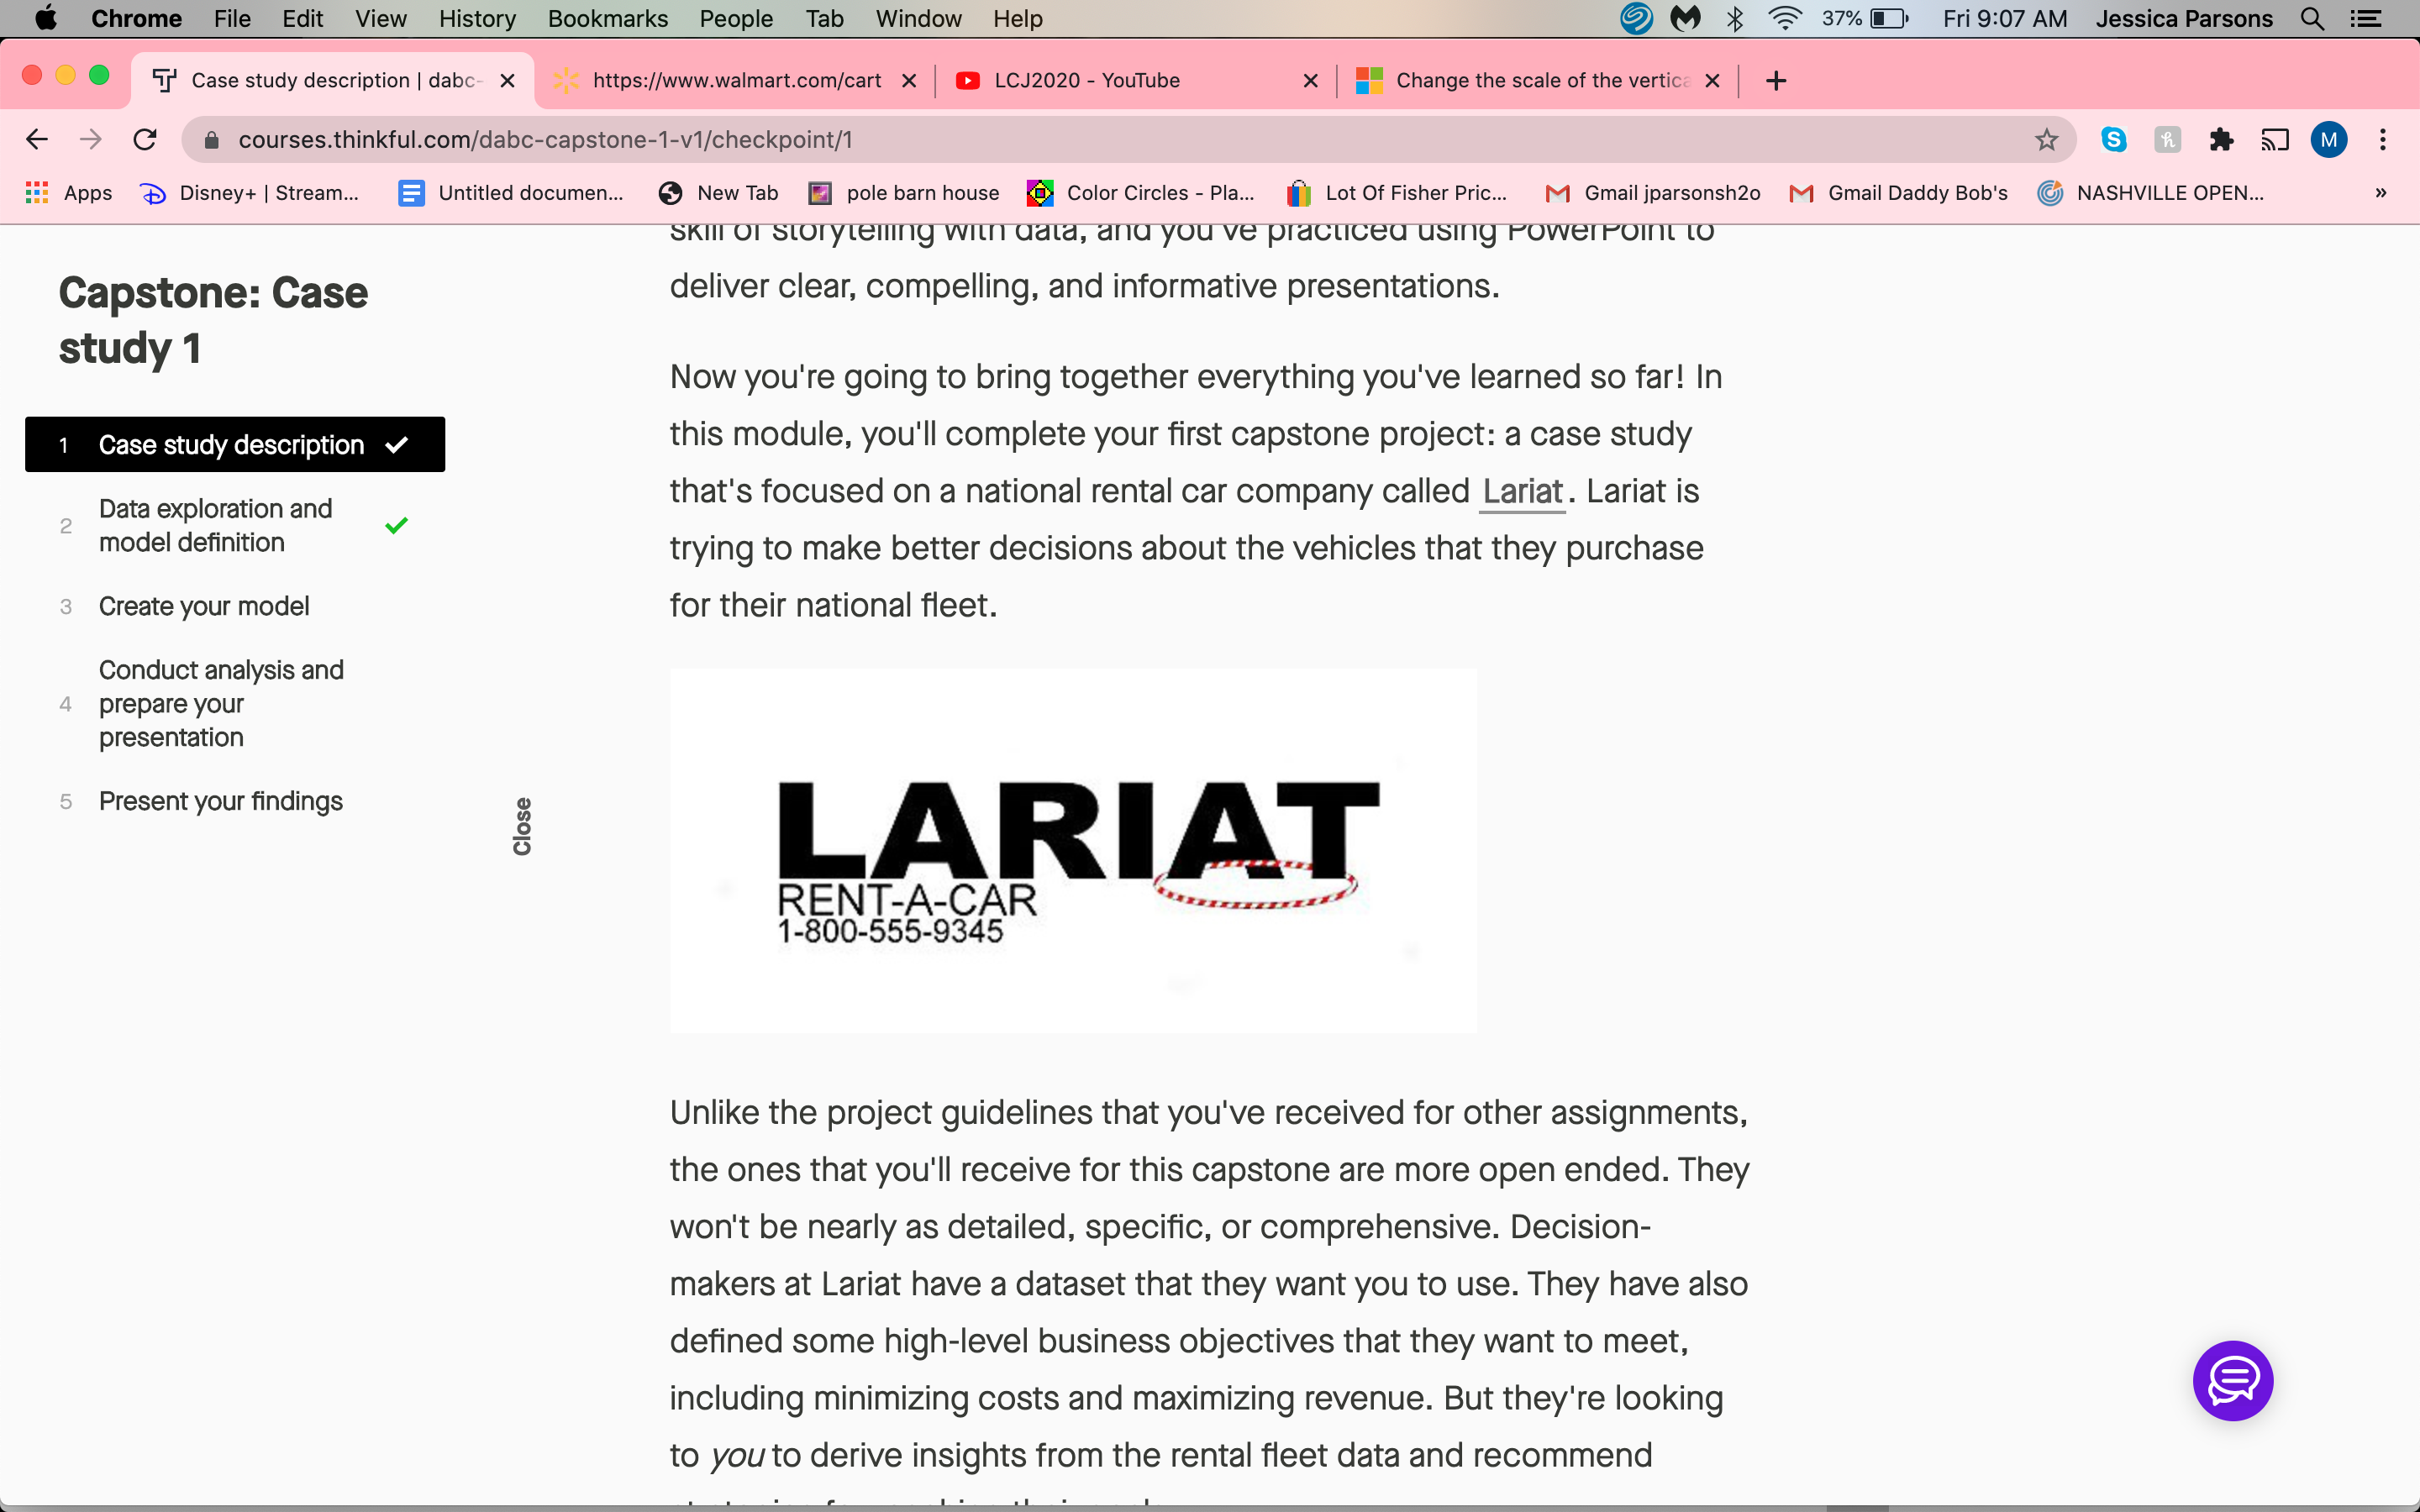 Chrome File Edit View History Bookmarks People Tab Window Help 37% Fri 9:07 AM Jessica Parsons
Case study description | dabc- https://www.walmart.com/cart LCJ2020 - YouTube Change the scale of the vertica
courses.thinkful.com/dabc-capstone-1-v1/checkpoint/1 M
Apps Disney+ | Stream... Untitled documen... New Tab pole barn house Color Circles - Pla... Lot Of Fisher Pric... Gmail jparsonsh2o Gmail Daddy Bob's NASHVILLE OPEN... »
Capstone: Case
study 1
1 Case study description
2 Data exploration and
model definition
3 Create your model
4 Conduct analysis and
prepare your
presentation
5 Present your findings
Close
skill of storytelling with data, and you've practiced using PowerPoint to
deliver clear, compelling, and informative presentations.
Now you're going to bring together everything you've learned so far! In
this module, you'll complete your first capstone project: a case study
that's focused on a national rental car company called Lariat. Lariat is
trying to make better decisions about the vehicles that they purchase
for their national fleet.
LARIAT
RENT-A-CAR
1-800-555-9345
Unlike the project guidelines that you've received for other assignments,
the ones that you'll receive for this capstone are more open ended. They
won't be nearly as detailed, specific, or comprehensive. Decision-
makers at Lariat have a dataset that they want you to use. They have also
defined some high-level business objectives that they want to meet,
including minimizing costs and maximizing revenue. But they're looking
to you to derive insights from the rental fleet data and recommend